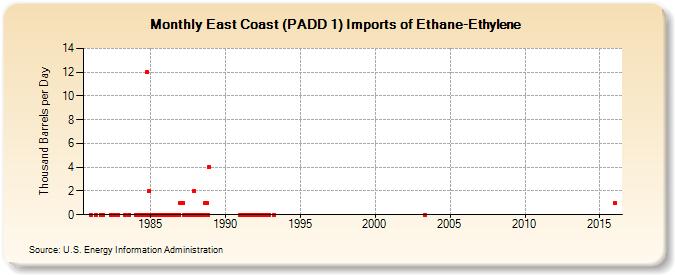 Monthly East Coast (PADD 1) Imports of Ethane-Ethylene
Thousand Barrels per Day
14
12
10
8
6
4
2
0
1985 1990 1995 2000 2005 2010 2015
Source: U.S. Energy Information Administration